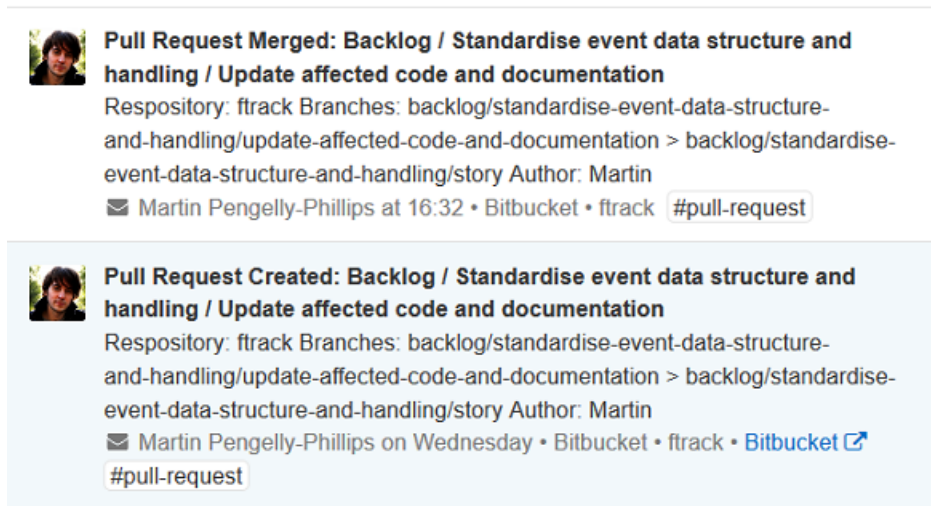 Pull Request Merged: Backlog / Standardise event data structure and
handling / Update affected code and documentation
Respository: ftrack Branches: backlog/standardise-event-data-structure-
and-handling/update-affected-code-and-documentation > backlog/standardise-
event-data-structure-and-handling/story Author: Martin
Martin Pengelly-Phillips at 16:32 • Bitbucket • ftrack #pull-request
Pull Request Created: Backlog / Standardise event data structure and
handling / Update affected code and documentation
Respository: ftrack Branches: backlog/standardise-event-data-structure-
and-handling/update-affected-code-and-documentation > backlog/standardise-
event-data-structure-and-handling/story Author: Martin
Martin Pengelly-Phillips on Wednesday • Bitbucket • ftrack • Bitbucket
#pull-request